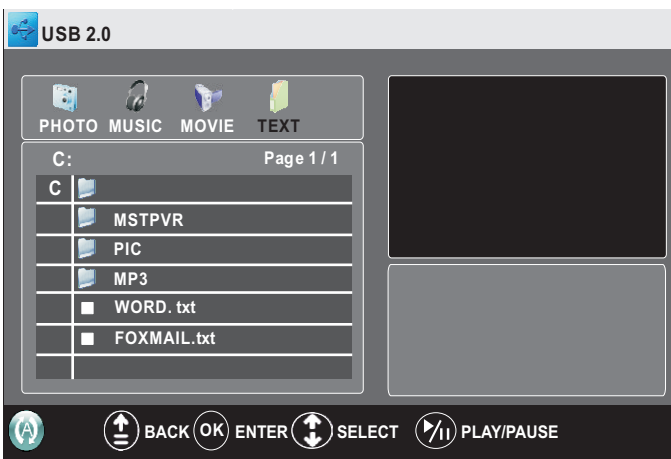 USB 2.0
PHOTO MUSIC MOVIE TEXT
C: Page 1 / 1
C
MSTPVR
PIC
MP3
WORD. txt
FOXMAIL.txt
A BACK OK ENTER SELECT PLAY/PAUSE